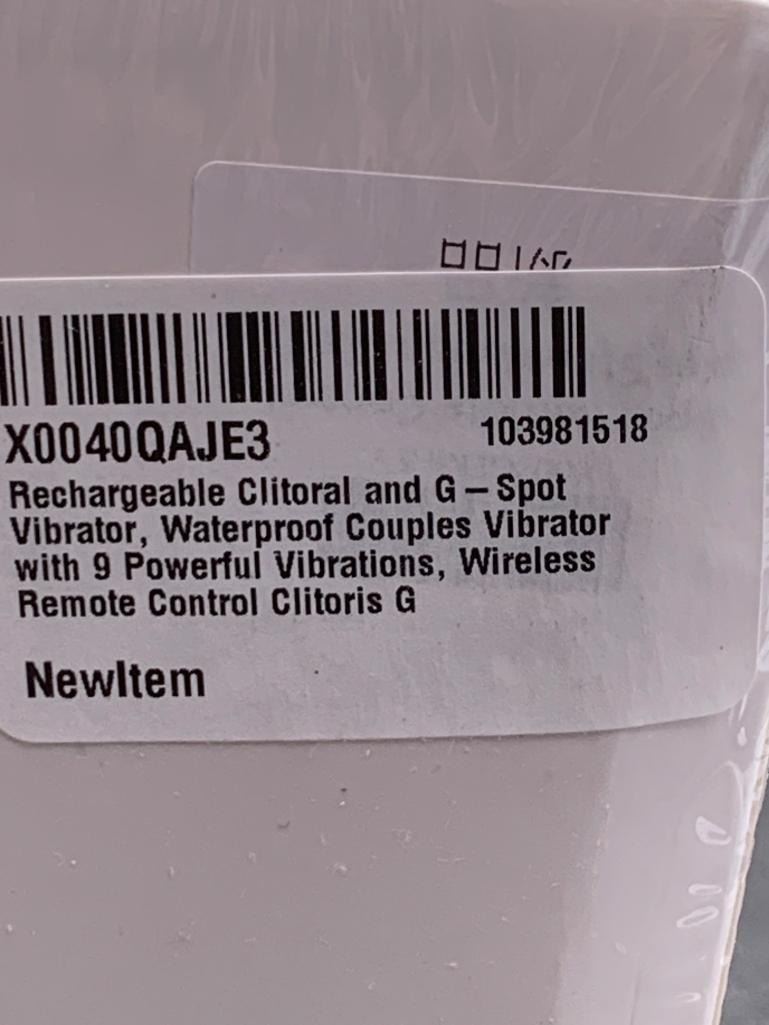 X0040QAJE3 103981518
Rechargeable Clitoral and G – Spot
Vibrator, Waterproof Couples Vibrator
with 9 Powerful Vibrations, Wireless
Remote Control Clitoris G
NewItem